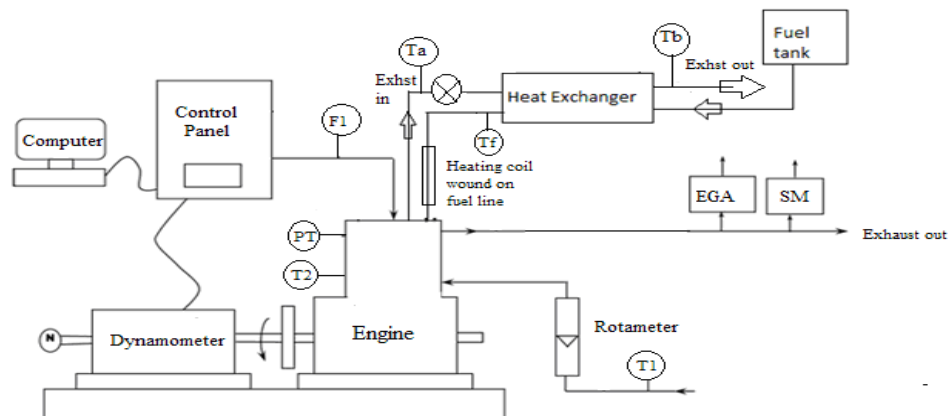 Fuel
tank
Tb
Ta
Exhst out
Exhst
in
Heat Exchanger
Control
Panel
F1
Computer
Tf
Heating coil
wound on
fuel line
EGA
SM
PT
Exhaust out
T2
Rotameter
Engine
N
Dynamometer
T1